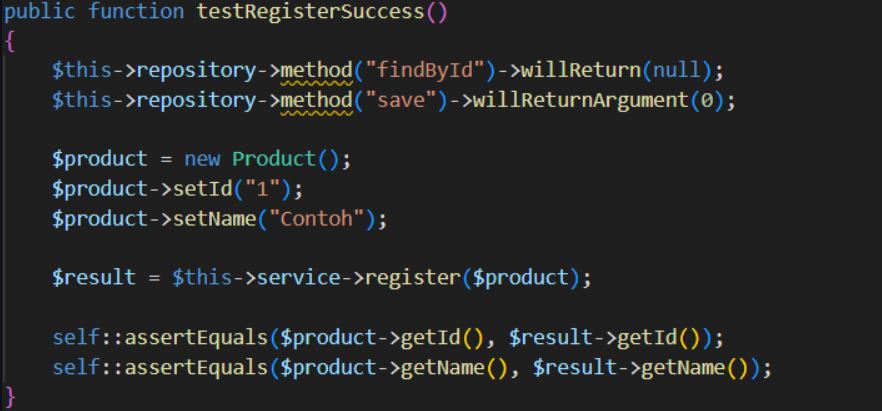 public function testRegisterSuccess()
{
    $this->repository->method("findById")->willReturn(null);
    $this->repository->method("save")->willReturnArgument(0);

    $product = new Product();
    $product->setId("1");
    $product->setName("Contoh");

    $result = $this->service->register($product);

    self::assertEquals($product->getId(), $result->getId());
    self::assertEquals($product->getName(), $result->getName());
}